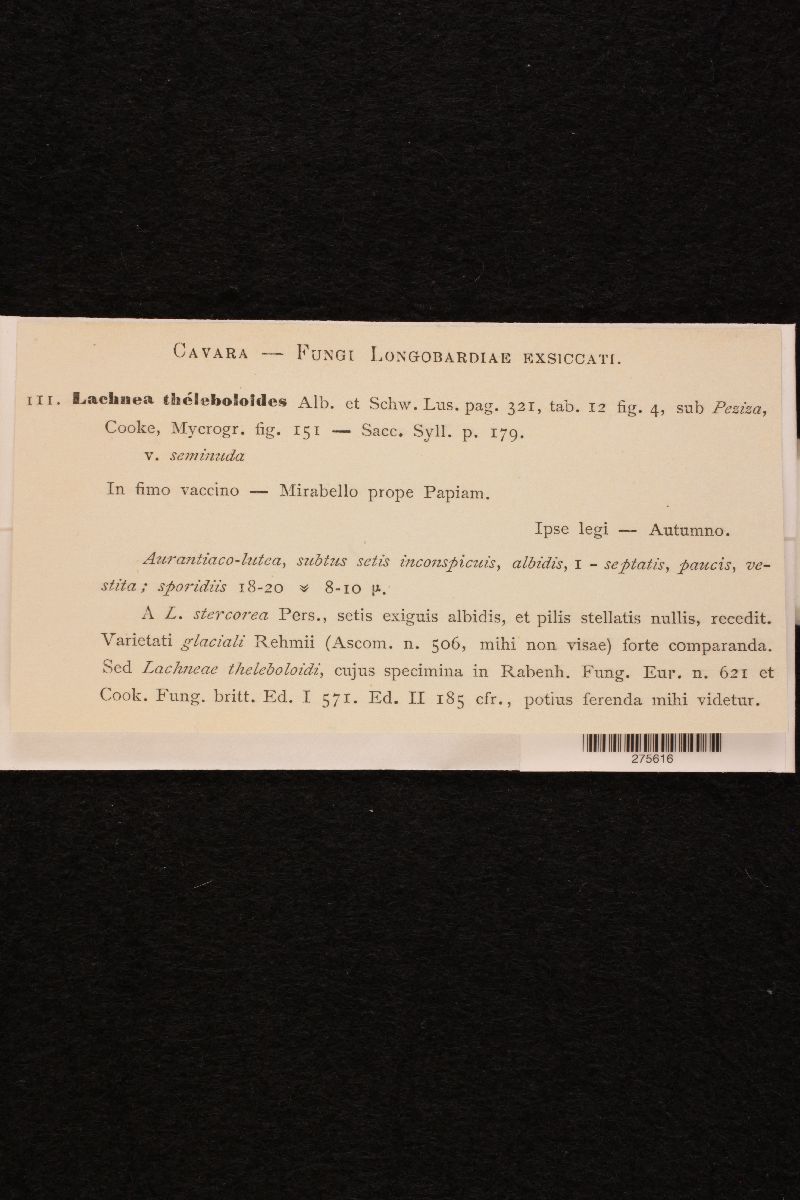 CAVARA — FUNGI LONGOBARDIAE EXSICCATI.
111. Lachnea théleboloides Alb. et Schw. Lus. pag. 321, tab. 12 fig. 4, sub Peziza,
Cooke, Mycrogr. fig. 151 — Sacc. Syll. p. 179.
v. seminuda
In fimo vaccino — Mirabello prope Papiam.
Ipse legi — Autumno.
Aurantiaco-lutea, subtus setis inconspicuis, albidis, 1 - septatis, paucis, ve-
stita; sporidiis 18-20 ≚ 8-10 µ.
A L. stercorea Pers., setis exiguis albidis, et pilis stellatis nullis, recedit.
Varietati glaciali Rehmii (Ascom. n. 506, mihi non visae) forte comparanda.
Sed Lachneae theleboloidi, cujus specimina in Rabenh. Fung. Eur. n. 621 et
Cook. Fung. britt. Ed. I 571. Ed. II 185 cfr., potius ferenda mihi videtur.
275616